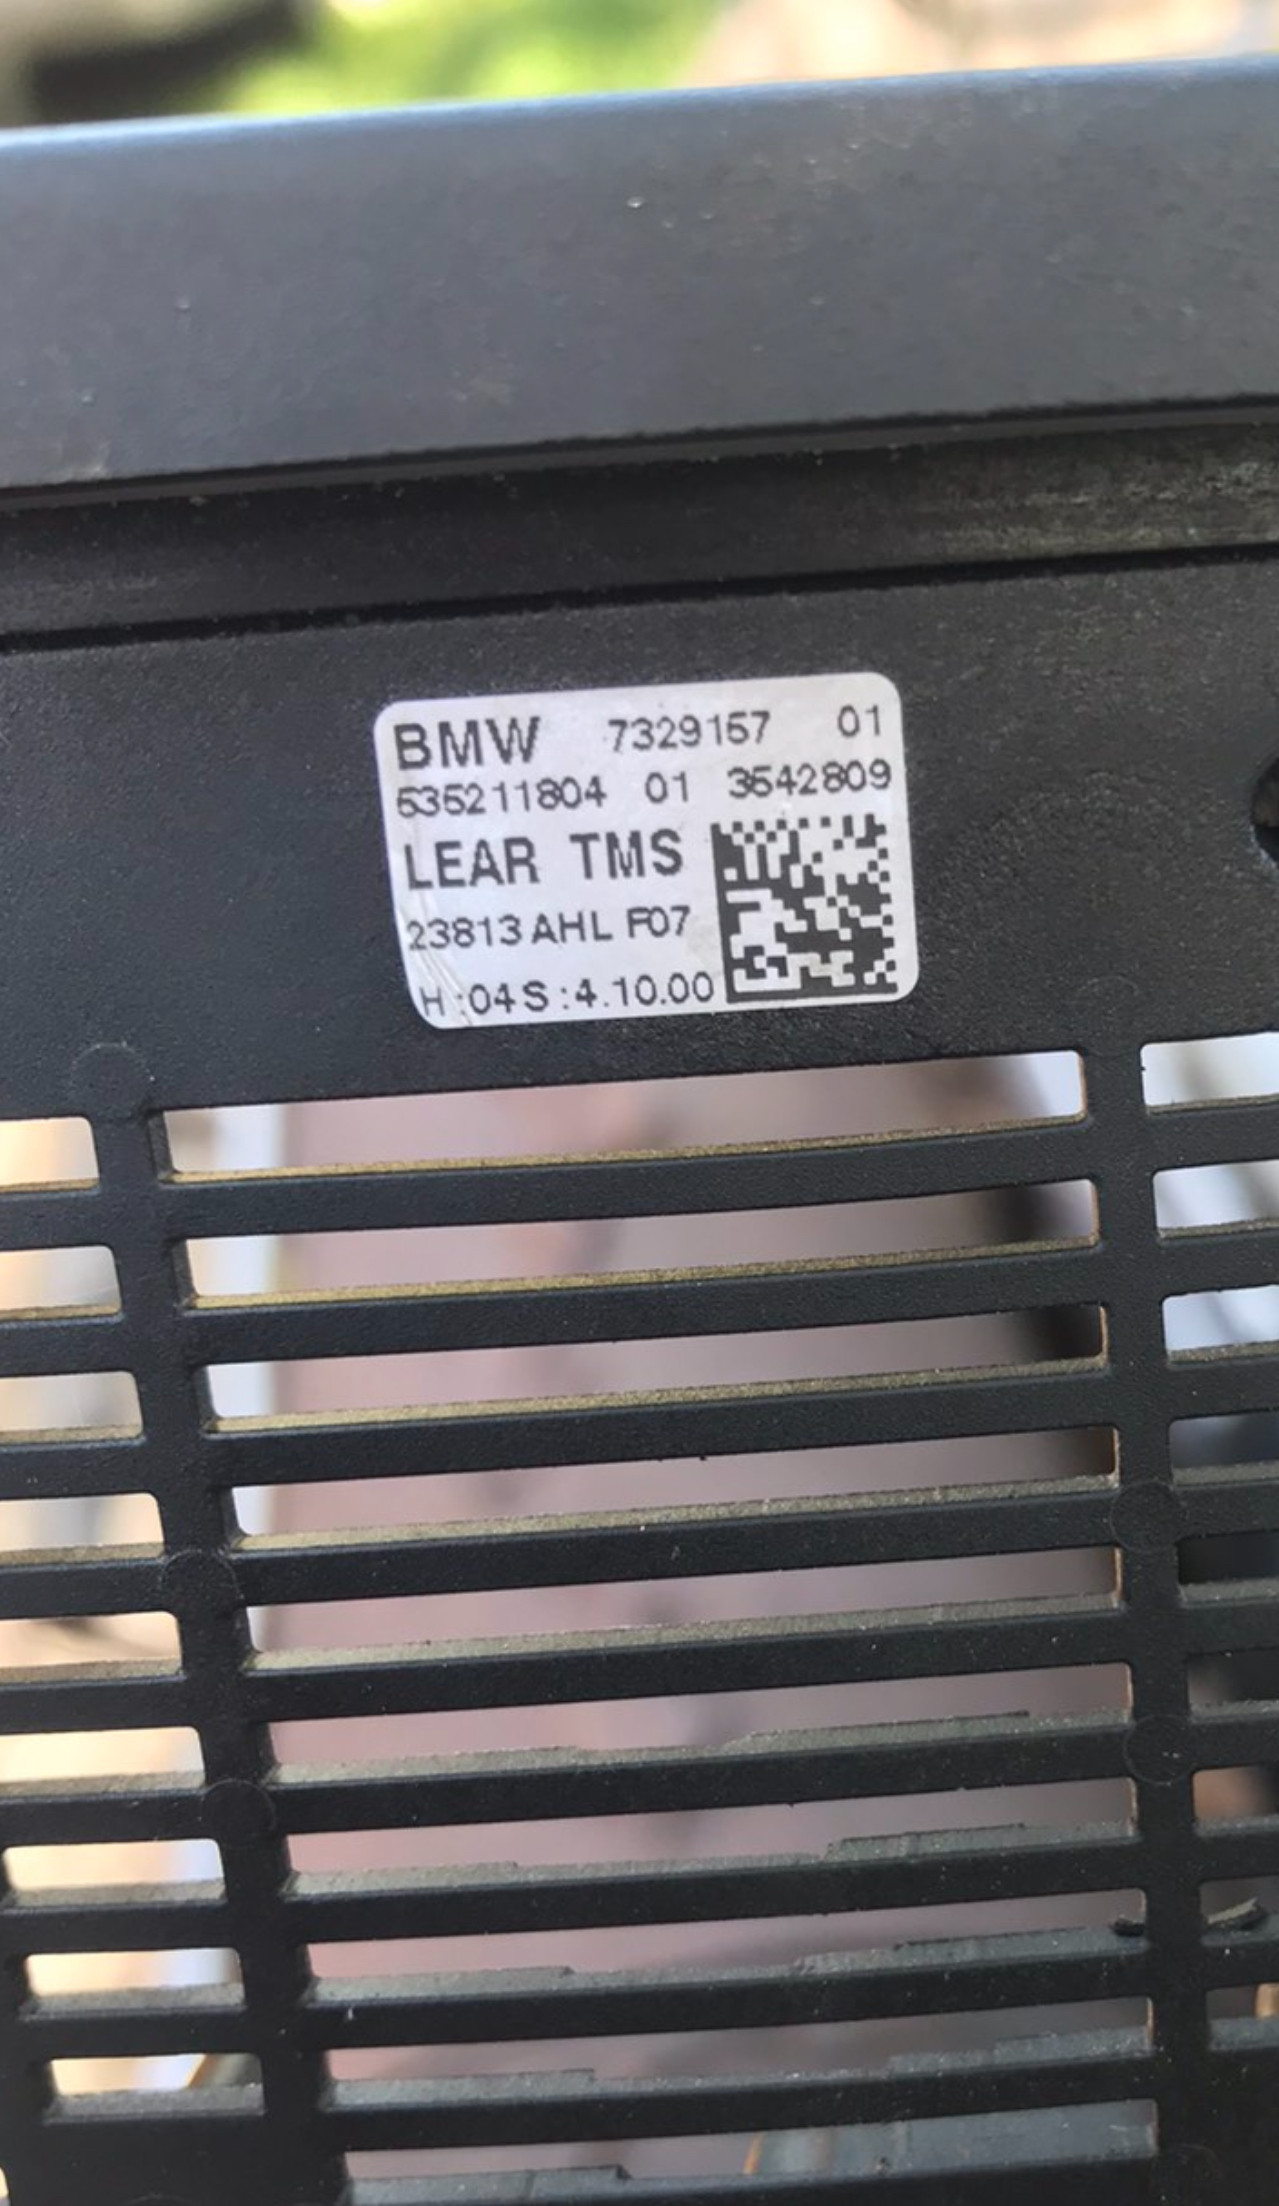 BMW 7329157 01
535211804 01 3542809
LEAR TMS
23813 AHL F07
H :04 S :4.10.00